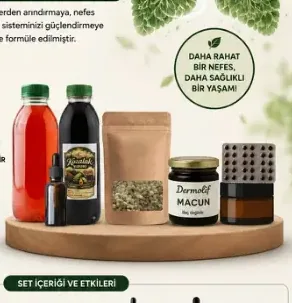 erden arındırmaya, nefes
sisteminizi güçlendirmeye
e formüle edilmiştir.
DAHA RAHAT
BİR NEFES,
DAHA SAĞLIKLI
BİR YAŞAM!
İR
Dermolif
MACUN
SET İÇERİĞİ VE ETKİLERİ